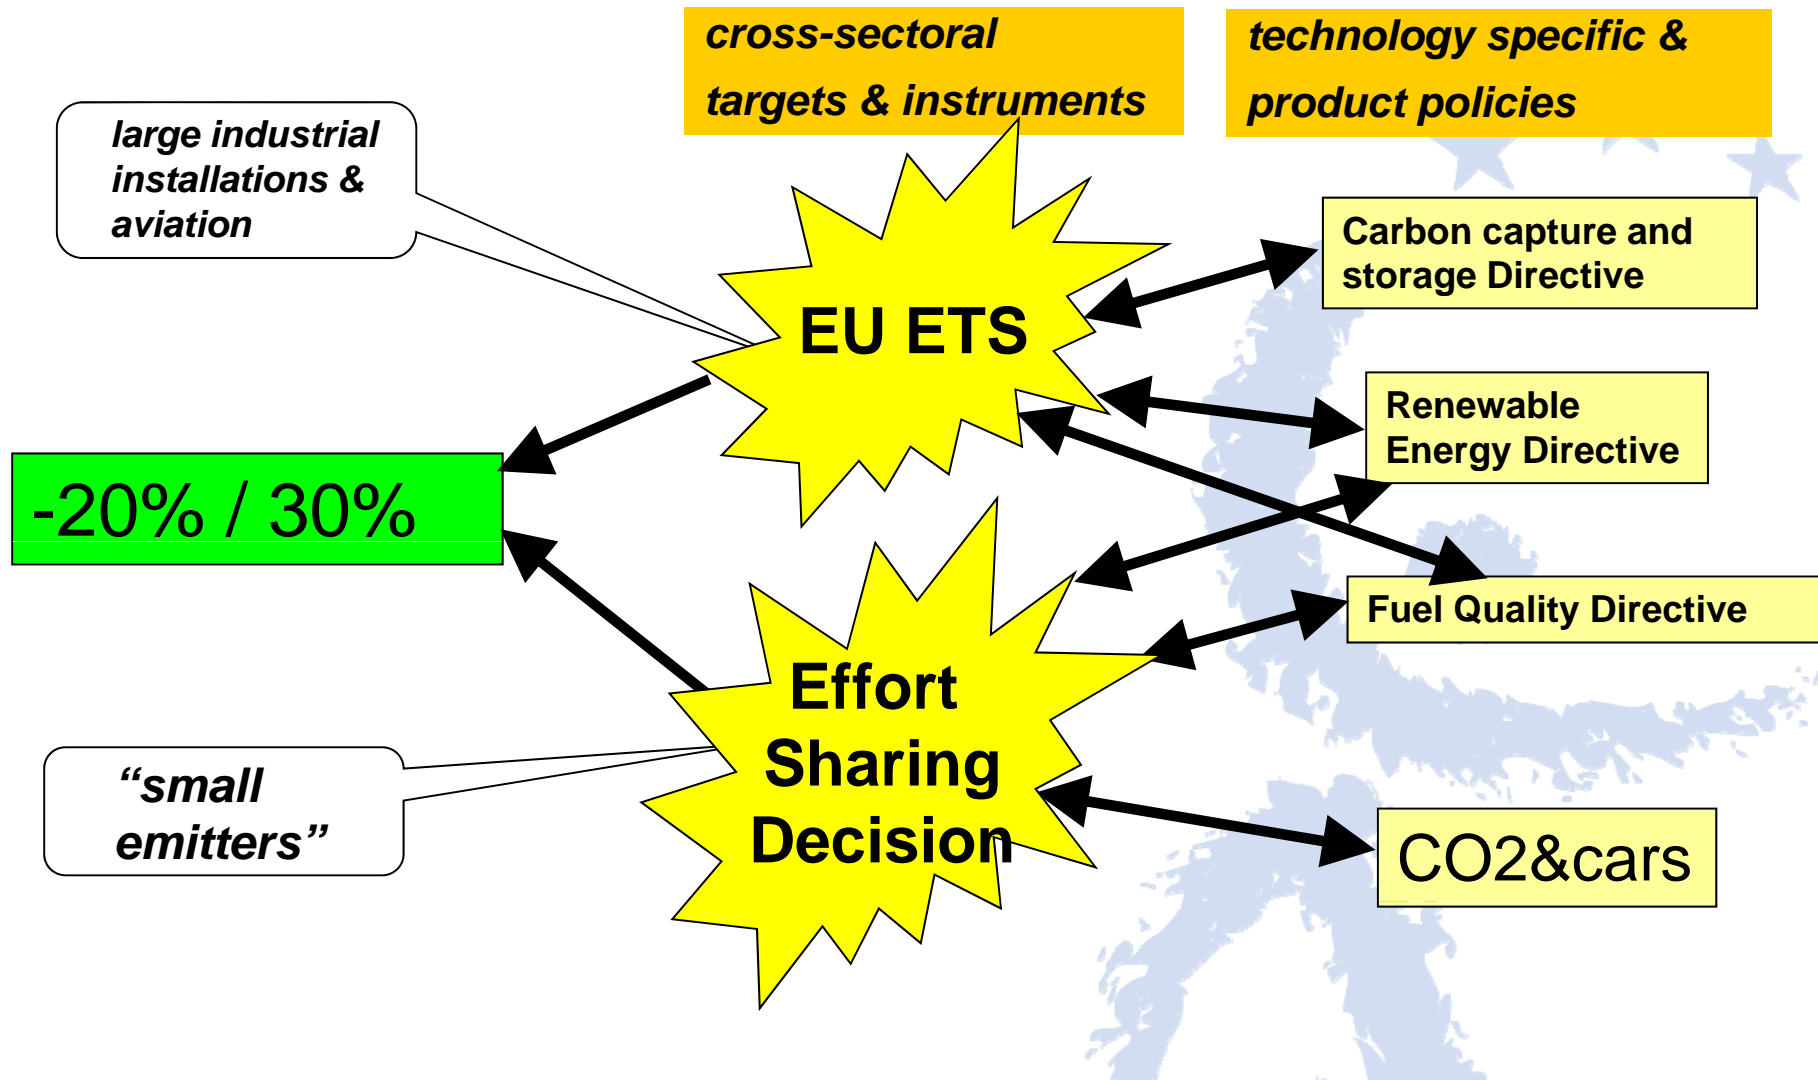 cross-sectoral
targets & instruments
technology specific &
product policies
large industrial
installations &
aviation
Carbon capture and
storage Directive
EU ETS
Renewable
Energy Directive
-20% / 30%
Fuel Quality Directive
Effort
Sharing
Decision
“small
emitters”
CO2&cars